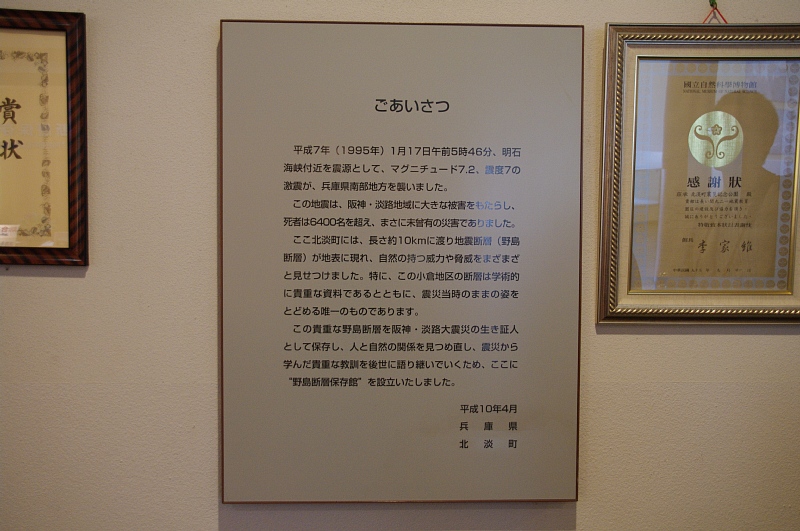 賞
状
ごあいさつ
平成7年（1995年）1月17日午前5時46分、明石
海峡付近を震源として、マグニチュード7.2、震度7の
激震が、兵庫県南部地方を襲いました。
この地震は、阪神・淡路地域に大きな被害をもたらし、
死者は6400名を超え、まさに未曾有の災害でありました。
ここ北淡町には、長さ約10kmに渡り地震断層（野島
断層）が地表に現れ、自然の持つ威力や脅威をまざまざ
と見せつけました。特に、この小倉地区の断層は学術的
に貴重な資料であるとともに、震災当時のままの姿を
とどめる唯一のものであります。
この貴重な野島断層を阪神・淡路大震災の生き証人
として保存し、人と自然の関係を見つめ直し、震災から
学んだ貴重な教訓を後世に語り継いでいくため、ここに
“野島断層保存館”を設立いたしました。
平成10年4月
兵庫県
北淡町
國立自然科學博物館
感謝狀
館長 李家維